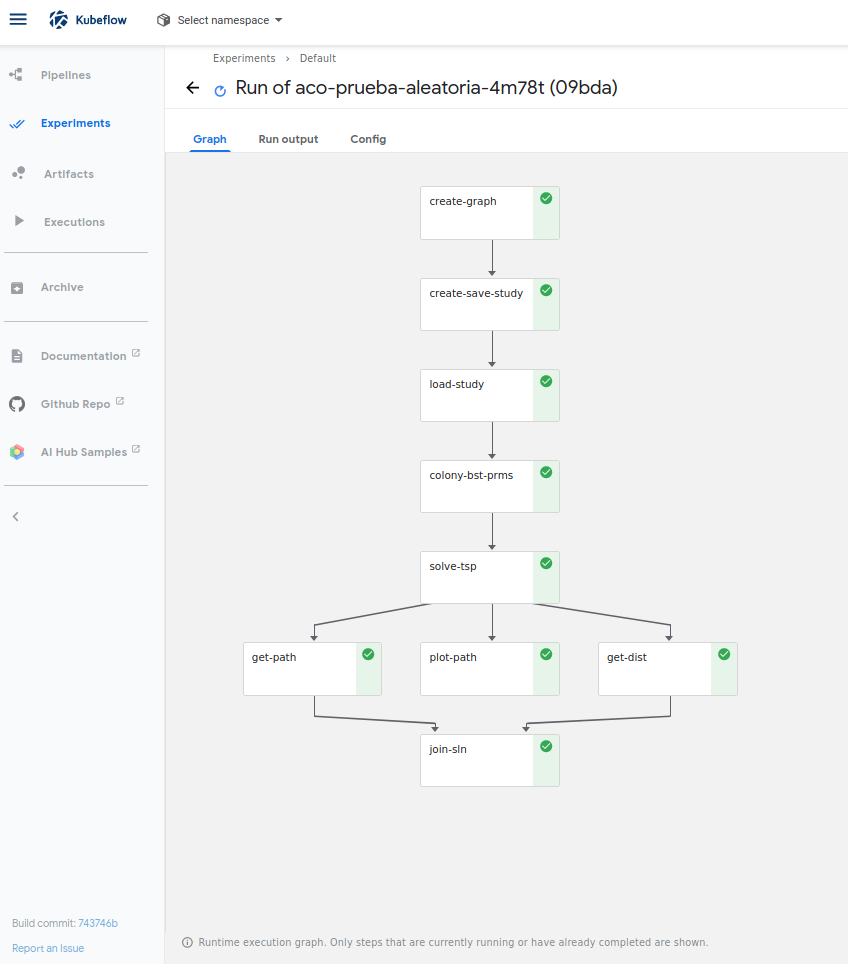 Kubeflow
Select namespace
Experiments › Default
Run of aco-prueba-aleatoria-4m78t (09bda)
Pipelines
Experiments
Artifacts
Executions
Archive
Documentation
Github Repo
AI Hub Samples
Build commit: 743746b
Report an Issue
Graph Run output Config
create-graph
create-save-study
load-study
colony-bst-prms
solve-tsp
get-path plot-path get-dist
join-sln
Runtime execution graph. Only steps that are currently running or have already completed are shown.